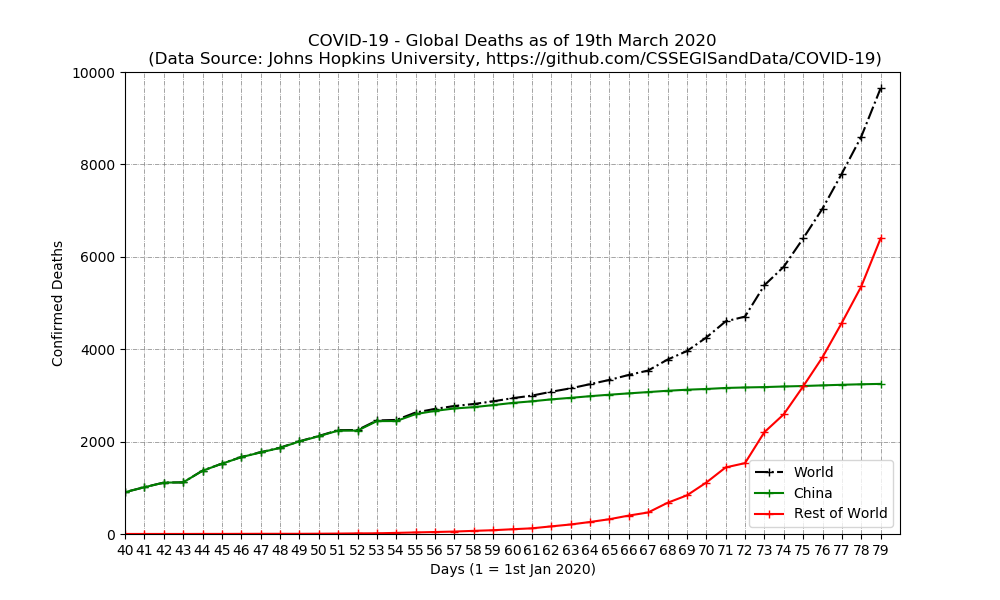 COVID-19 - Global Deaths as of 19th March 2020
(Data Source: Johns Hopkins University, https://github.com/CSSEGISandData/COVID-19)
10000
8000
6000
4000
2000
0
Confirmed Deaths
World
China
Rest of World
40 41 42 43 44 45 46 47 48 49 50 51 52 53 54 55 56 57 58 59 60 61 62 63 64 65 66 67 68 69 70 71 72 73 74 75 76 77 78 79
Days (1 = 1st Jan 2020)